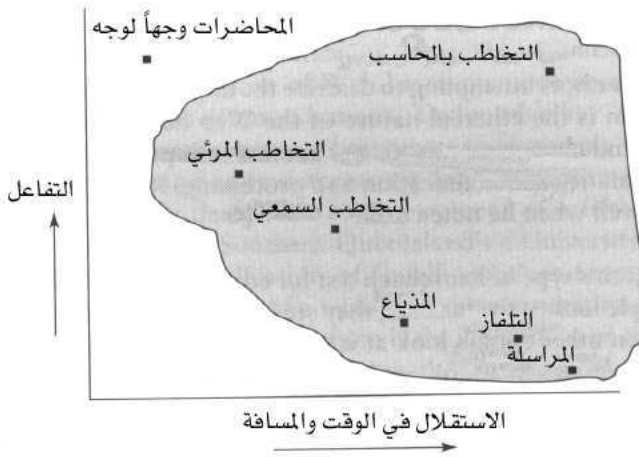 المحاضرات وجهاً لوجه
التخاطب بالحاسب
التخاطب المرئي
التفاعل
التخاطب السمعي
المذياع
التلفاز
المراسلة
الاستقلال في الوقت والمسافة